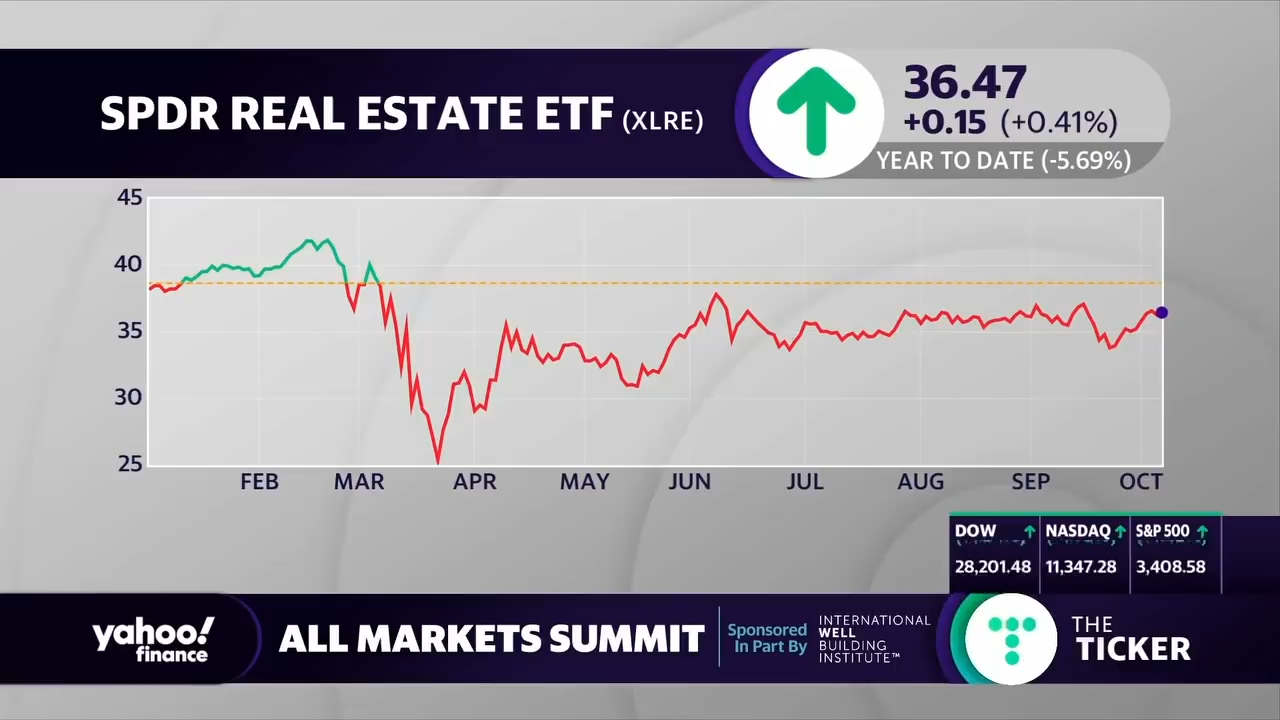 SPDR REAL ESTATE ETF (XLRE)
36.47
+0.15 (+0.41%)
YEAR TO DATE (-5.69%)
45
40
35
30
25
FEB MAR APR MAY JUN JUL AUG SEP OCT
DOW NASDAQ S&P 500
28,201.48 11,347.28 3,408.58
yahoo!
finance
ALL MARKETS SUMMIT
Sponsored
In Part By
INTERNATIONAL
WELL
BUILDING
INSTITUTE™
THE
TICKER